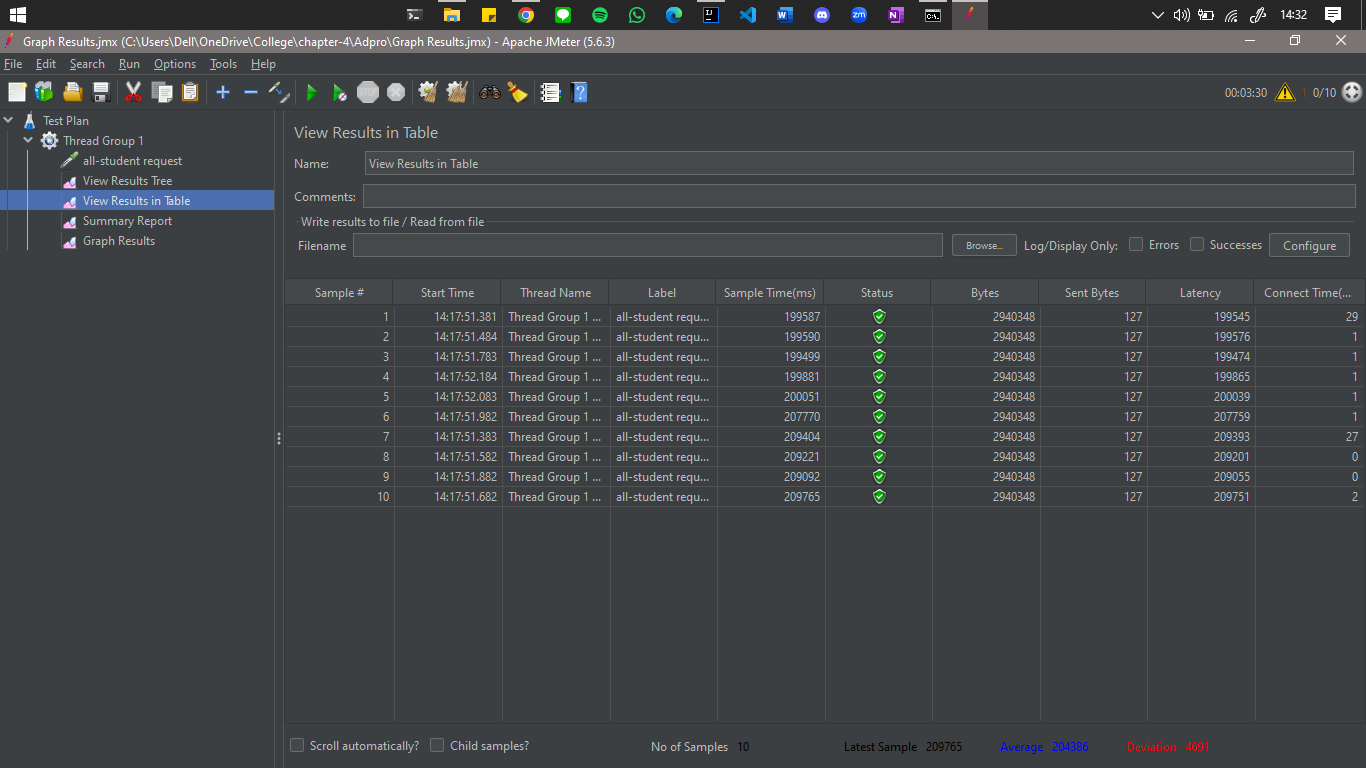 14:32
Graph Results.jmx (C:\Users\Dell\OneDrive\College\chapter-4\Adpro\Graph Results.jmx) - Apache JMeter (5.6.3)
File Edit Search Run Options Tools Help
00:03:30 1 0/10
Test Plan
Thread Group 1
all-student request
View Results Tree
View Results in Table
Summary Report
Graph Results
View Results in Table
Name: View Results in Table
Comments:
Write results to file / Read from file
Filename Browse... Log/Display Only: Errors Successes Configure
Sample # Start Time Thread Name Label Sample Time(ms) Status Bytes Sent Bytes Latency Connect Time(...
1 14:17:51.381 Thread Group 1 ... all-student requ... 199587 2940348 127 199545 29
2 14:17:51.484 Thread Group 1 ... all-student requ... 199590 2940348 127 199576 1
3 14:17:51.783 Thread Group 1 ... all-student requ... 199499 2940348 127 199474 1
4 14:17:52.184 Thread Group 1 ... all-student requ... 199881 2940348 127 199865 1
5 14:17:52.083 Thread Group 1 ... all-student requ... 200051 2940348 127 200039 1
6 14:17:51.982 Thread Group 1 ... all-student requ... 207770 2940348 127 207759 1
7 14:17:51.383 Thread Group 1 ... all-student requ... 209404 2940348 127 209393 27
8 14:17:51.582 Thread Group 1 ... all-student requ... 209221 2940348 127 209201 0
9 14:17:51.882 Thread Group 1 ... all-student requ... 209092 2940348 127 209055 0
10 14:17:51.682 Thread Group 1 ... all-student requ... 209765 2940348 127 209751 2
Scroll automatically? Child samples? No of Samples 10 Latest Sample 209765 Average 204386 Deviation 4691